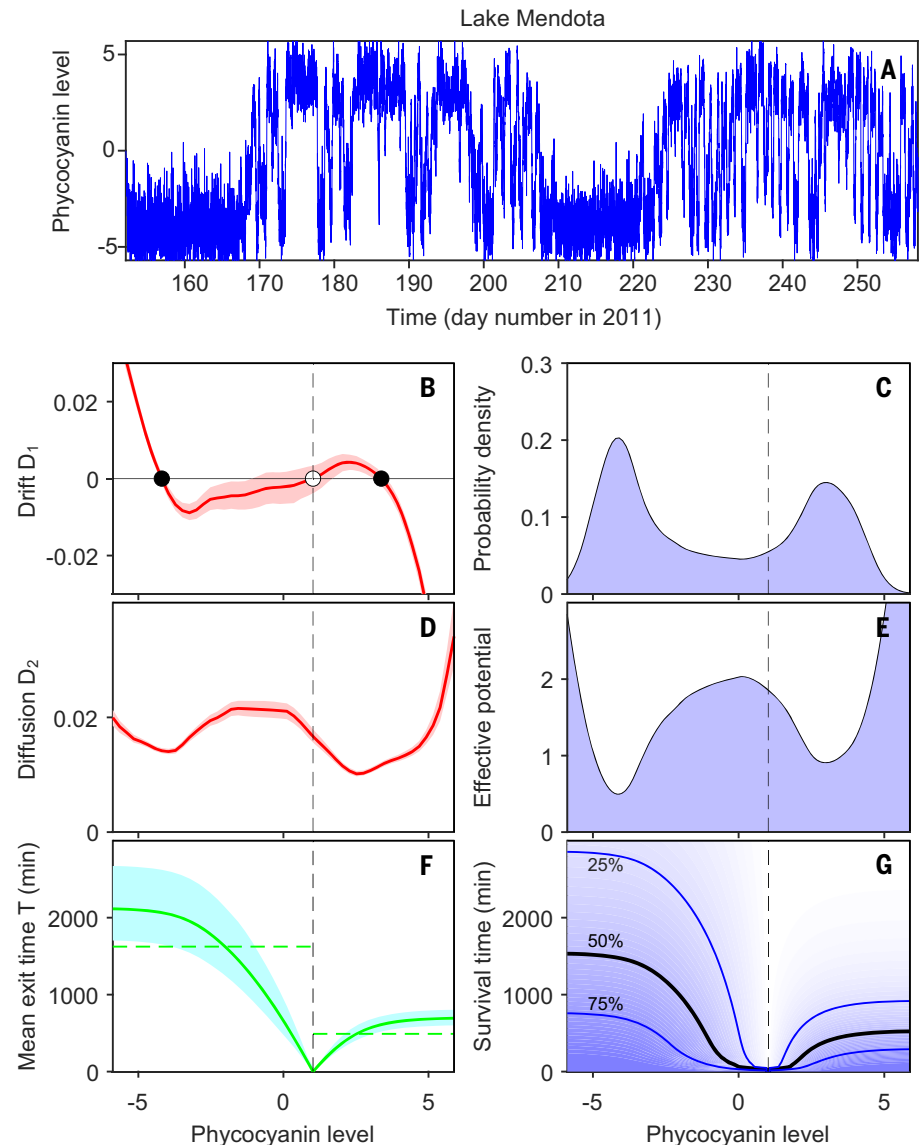 Lake Mendota
A
Phycocyanin level
5
0
-5
160 170 180 190 200 210 220 230 240 250
Time (day number in 2011)
B
Drift D₁
0.02
0
-0.02
C
Probability density
0.3
0.2
0.1
0
D
Diffusion D₂
0.02
0
E
Effective potential
2
1
0
F
Mean exit time T (min)
2000
1000
0
-5 0 5
Phycocyanin level
G
Survival time (min)
2000
1000
0
25%
50%
75%
-5 0 5
Phycocyanin level